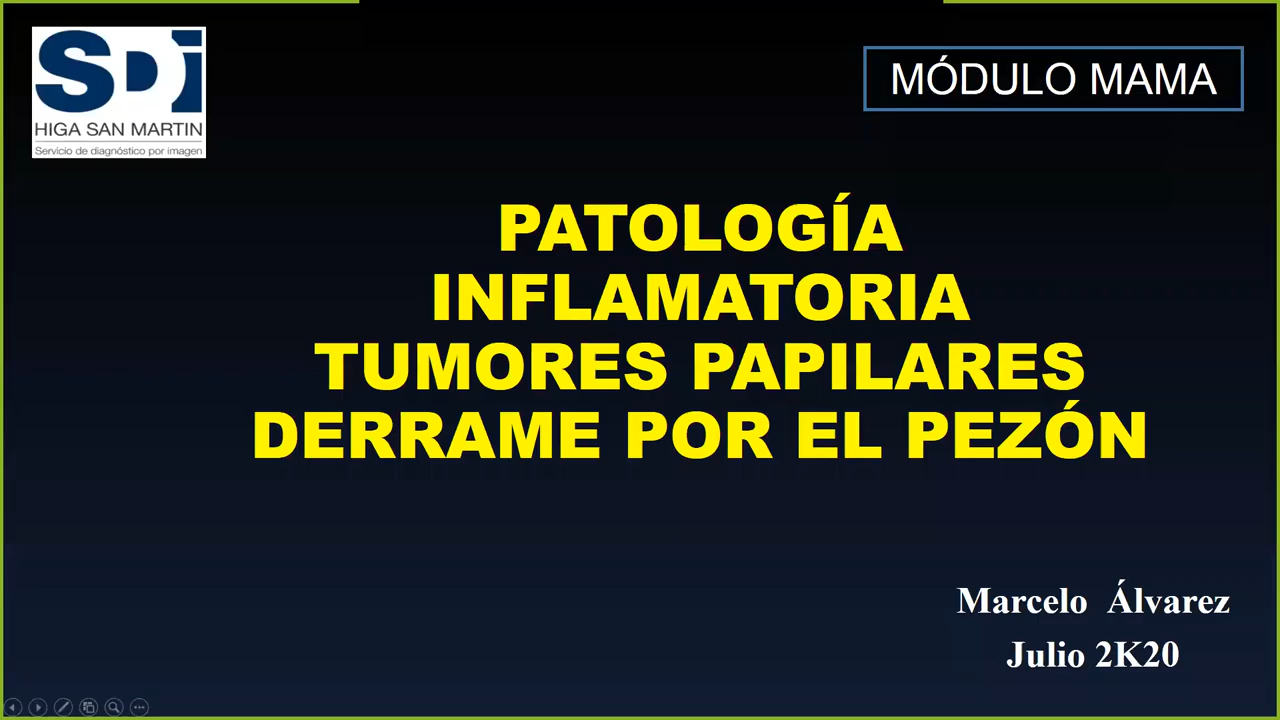 SDi
HIGA SAN MARTIN
Servicio de diagnóstico por imagen
MÓDULO MAMA
PATOLOGÍA
INFLAMATORIA
TUMORES PAPILARES
DERRAME POR EL PEZÓN
Marcelo Álvarez
Julio 2K20